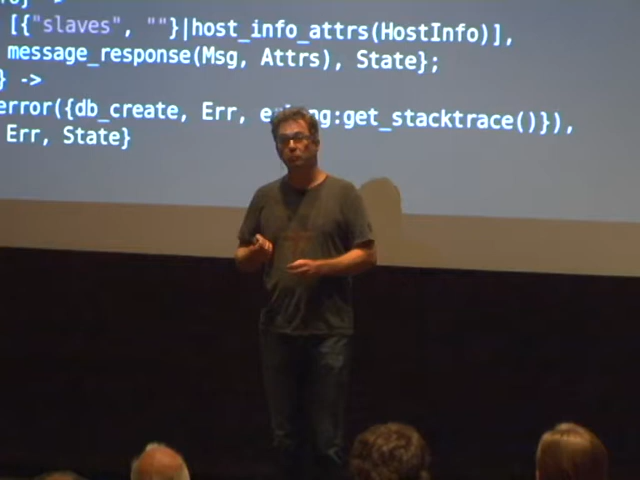 [{"slaves", ""}|host_info_attrs(HostInfo)],
message_response(Msg, Attrs), State};
} ->
error({db_create, Err, erlang:get_stacktrace()}),
Err, State}